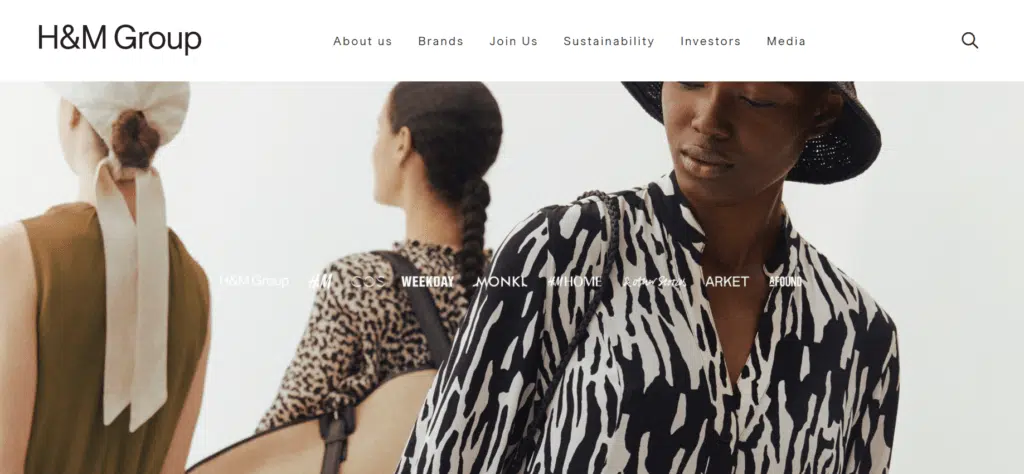 H&M Group
About us Brands Join Us Sustainability Investors Media
H&M Group H&M COS WEEKDAY MONKI H&M HOME & other Stories ARKET AFOUND